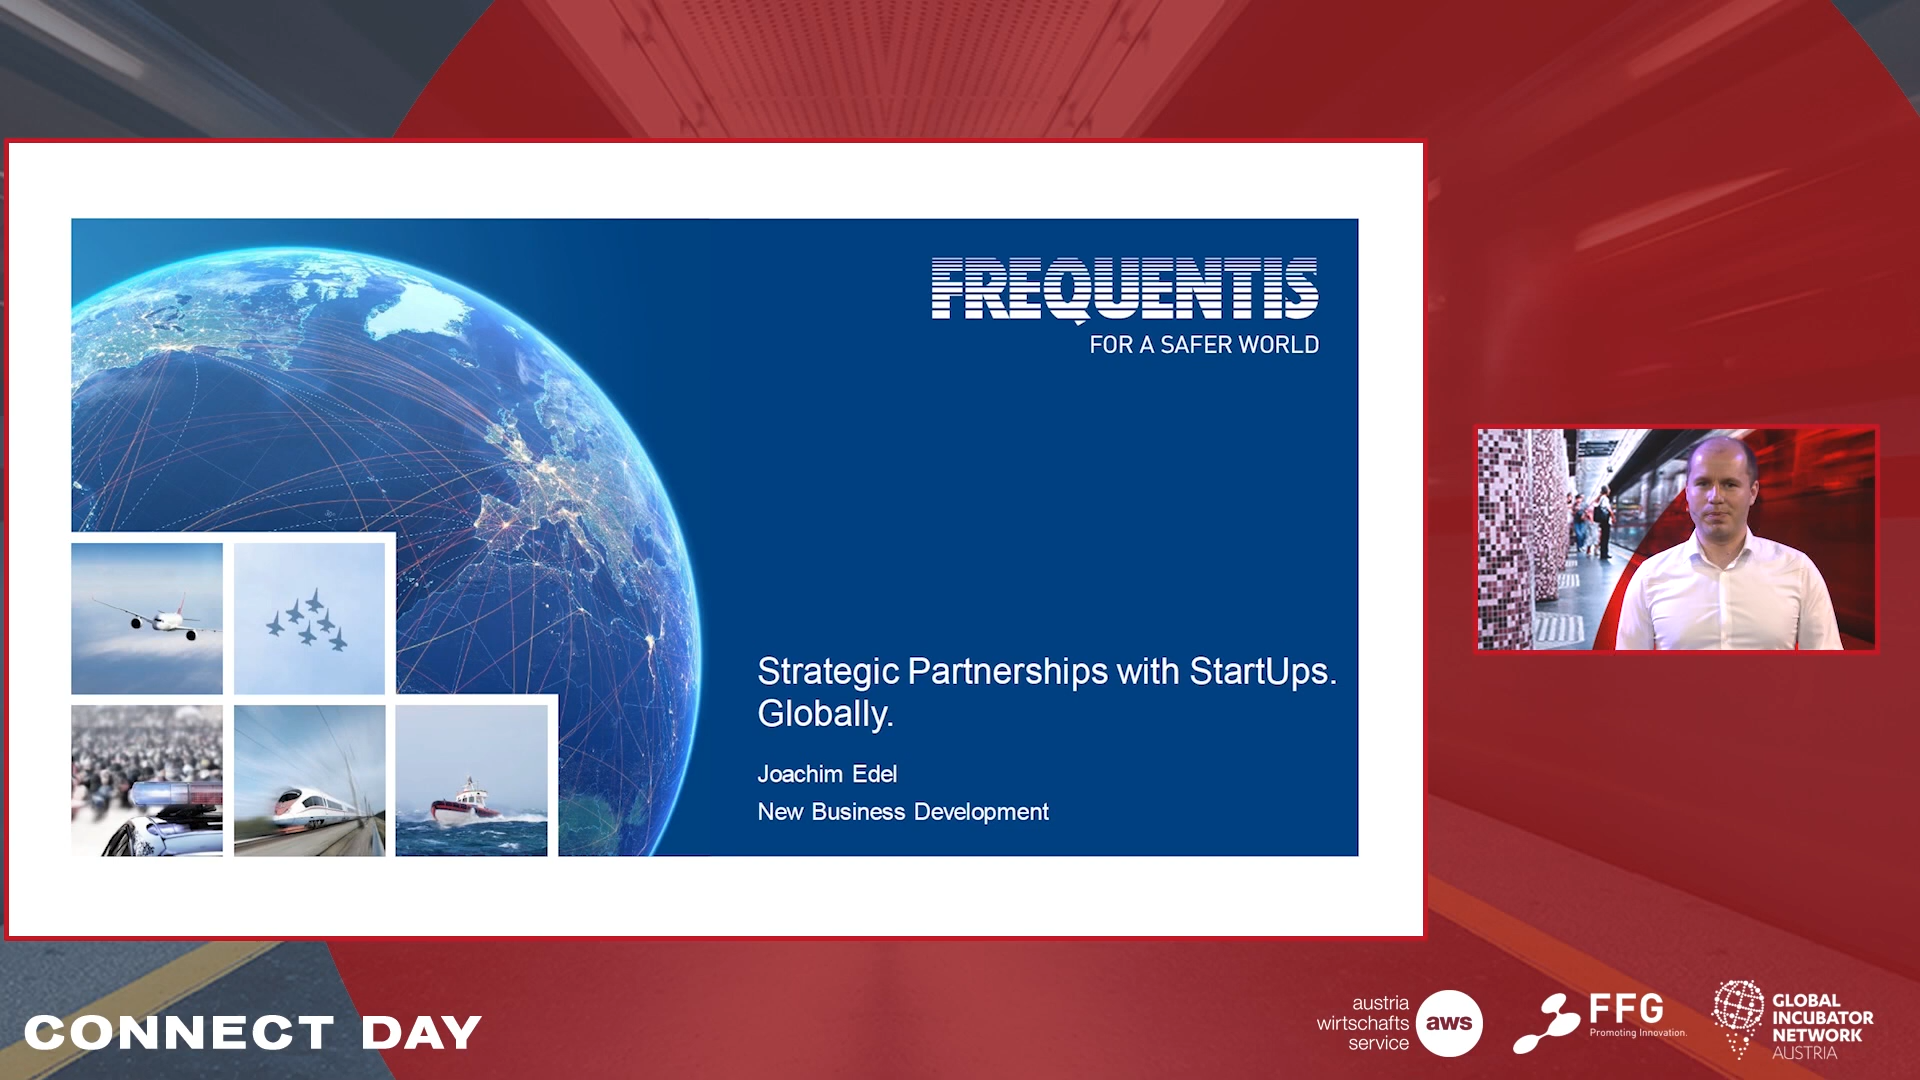 FREQUENTIS
FOR A SAFER WORLD
Strategic Partnerships with StartUps.
Globally.
Joachim Edel
New Business Development
CONNECT DAY
austria
wirtschafts
service
aws
FFG
Promoting Innovation.
GLOBAL
INCUBATOR
NETWORK
AUSTRIA